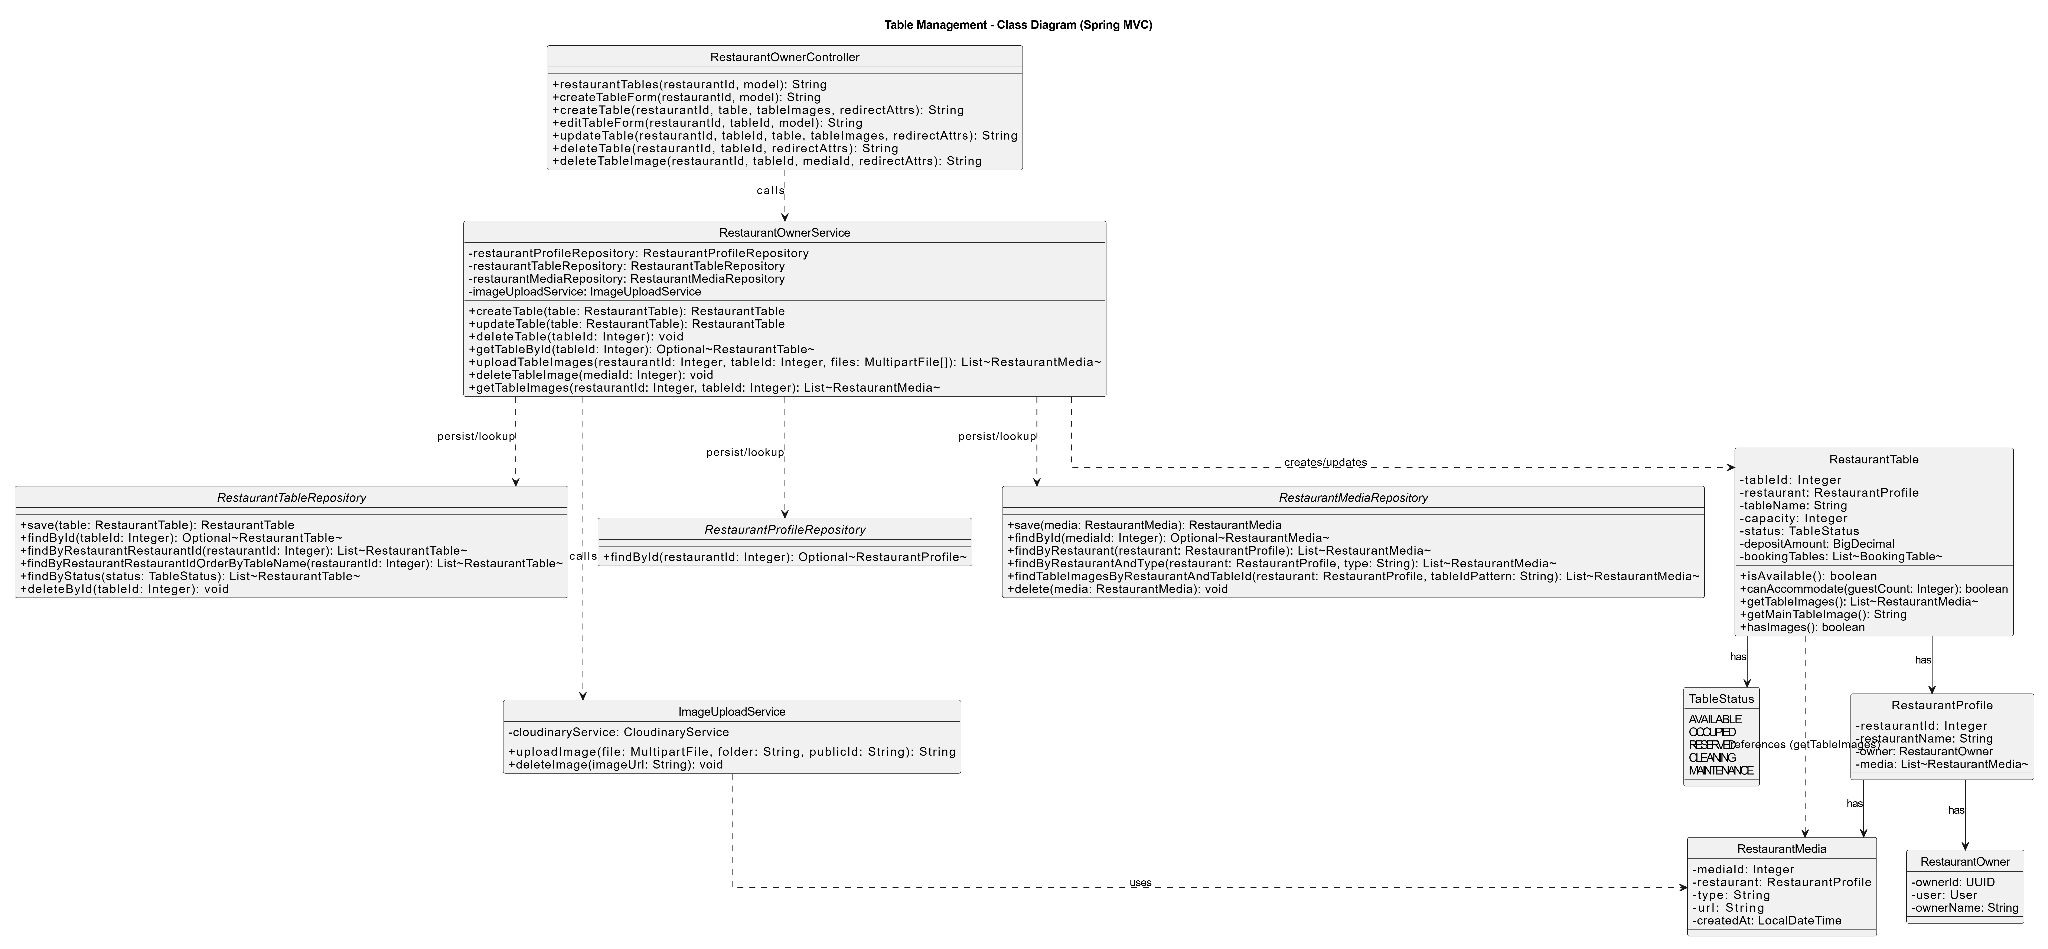 Table Management - Class Diagram (Spring MVC)
RestaurantOwnerController
+restaurantTables(restaurantId, model): String
+createTableForm(restaurantId, model): String
+createTable(restaurantId, table, tableImages, redirectAttrs): String
+editTableForm(restaurantId, tableId, model): String
+updateTable(restaurantId, tableId, table, tableImages, redirectAttrs): String
+deleteTable(restaurantId, tableId, redirectAttrs): String
+deleteTableImage(restaurantId, tableId, mediaId, redirectAttrs): String
calls
RestaurantOwnerService
-restaurantProfileRepository: RestaurantProfileRepository
-restaurantTableRepository: RestaurantTableRepository
-restaurantMediaRepository: RestaurantMediaRepository
-imageUploadService: ImageUploadService
+createTable(table: RestaurantTable): RestaurantTable
+updateTable(table: RestaurantTable): RestaurantTable
+deleteTable(tableId: Integer): void
+getTableById(tableId: Integer): Optional~RestaurantTable~
+uploadTableImages(restaurantId: Integer, tableId: Integer, files: MultipartFile[]): List~RestaurantMedia~
+deleteTableImage(mediaId: Integer): void
+getTableImages(restaurantId: Integer, tableId: Integer): List~RestaurantMedia~
persist/lookup
persist/lookup
persist/lookup
creates/updates
calls
RestaurantTableRepository
+save(table: RestaurantTable): RestaurantTable
+findById(tableId: Integer): Optional~RestaurantTable~
+findByRestaurantRestaurantId(restaurantId: Integer): List~RestaurantTable~
+findByRestaurantRestaurantIdOrderByTableName(restaurantId: Integer): List~RestaurantTable~
+findByStatus(status: TableStatus): List~RestaurantTable~
+deleteById(tableId: Integer): void
RestaurantProfileRepository
+findById(restaurantId: Integer): Optional~RestaurantProfile~
RestaurantMediaRepository
+save(media: RestaurantMedia): RestaurantMedia
+findById(mediaId: Integer): Optional~RestaurantMedia~
+findByRestaurant(restaurant: RestaurantProfile): List~RestaurantMedia~
+findByRestaurantAndType(restaurant: RestaurantProfile, type: String): List~RestaurantMedia~
+findTableImagesByRestaurantAndTableId(restaurant: RestaurantProfile, tableIdPattern: String): List~RestaurantMedia~
+delete(media: RestaurantMedia): void
RestaurantTable
-tableId: Integer
-restaurant: RestaurantProfile
-tableName: String
-capacity: Integer
-status: TableStatus
-depositAmount: BigDecimal
-bookingTables: List~BookingTable~
+isAvailable(): boolean
+canAccommodate(guestCount: Integer): boolean
+getTableImages(): List~RestaurantMedia~
+getMainTableImage(): String
+hasImages(): boolean
has
has
ImageUploadService
-cloudinaryService: CloudinaryService
+uploadImage(file: MultipartFile, folder: String, publicId: String): String
+deleteImage(imageUrl: String): void
TableStatus
AVAILABLE
OCCUPIED
RESERVED
CLEANING
MAINTENANCE
references (getTableImages)
RestaurantProfile
-restaurantId: Integer
-restaurantName: String
-owner: RestaurantOwner
-media: List~RestaurantMedia~
has
has
uses
RestaurantMedia
-mediaId: Integer
-restaurant: RestaurantProfile
-type: String
-url: String
-createdAt: LocalDateTime
RestaurantOwner
-ownerId: UUID
-user: User
-ownerName: String